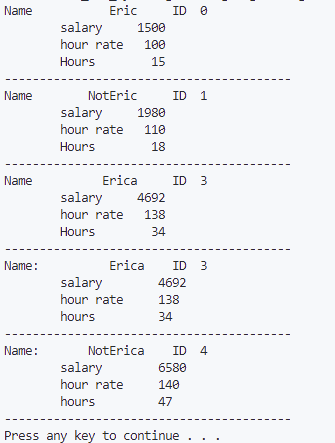 Name Eric ID 0
salary 1500
hour rate 100
Hours 15
-----------------------------------------
Name NotEric ID 1
salary 1980
hour rate 110
Hours 18
-----------------------------------------
Name Erica ID 3
salary 4692
hour rate 138
Hours 34
-----------------------------------------
Name: Erica ID 3
salary 4692
hour rate 138
hours 34
-----------------------------------------
Name: NotErica ID 4
salary 6580
hour rate 140
hours 47
-----------------------------------------
Press any key to continue . . .